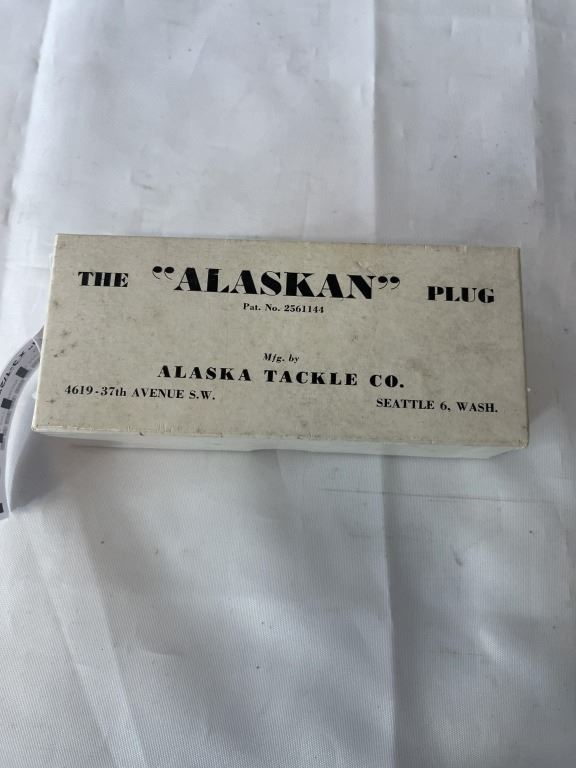 THE “ALASKAN” PLUG
Pat. No. 2561144
Mfg. by
ALASKA TACKLE CO.
4619-37th AVENUE S.W.
SEATTLE 6, WASH.